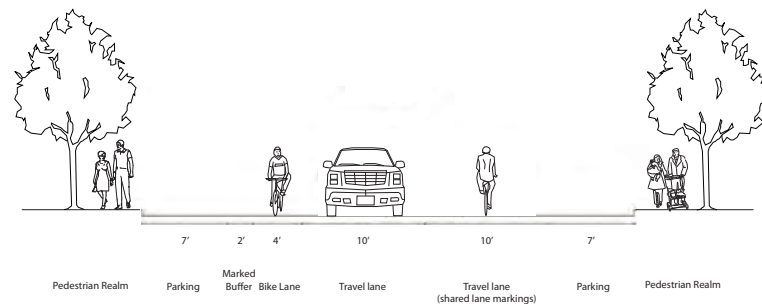 7’ 2’ 4’ 10’ 10’ 7’
Pedestrian Realm Parking Marked Buffer Bike Lane Travel lane Travel lane (shared lane markings) Parking Pedestrian Realm